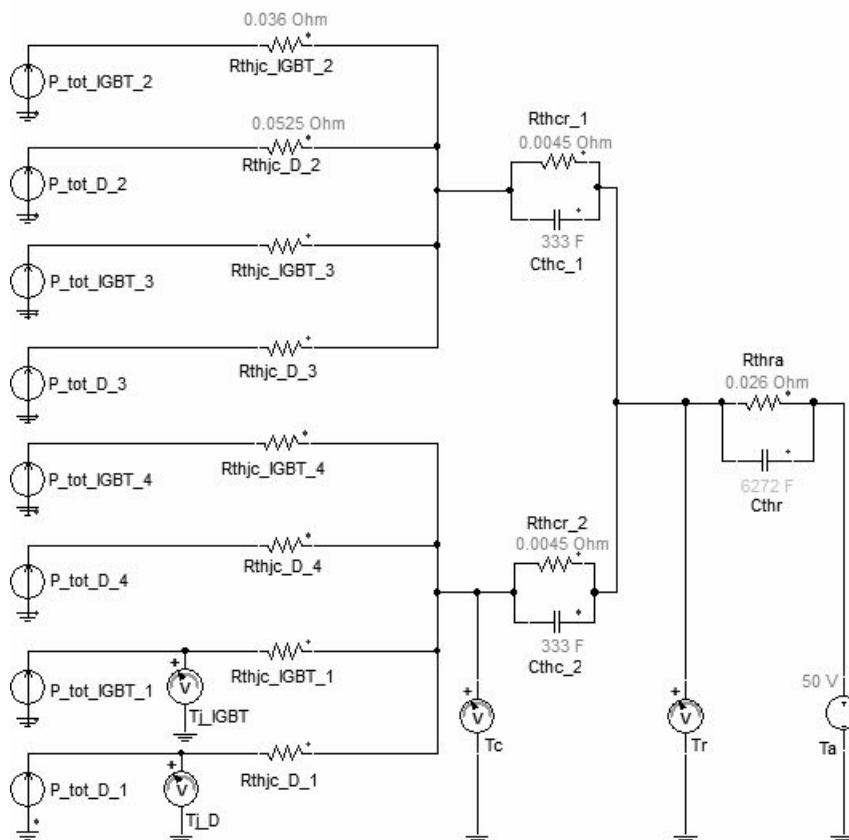 0.036 Ohm
Rthjc_IGBT_2
P_tot_IGBT_2
0.0525 Ohm
Rthjc_D_2
P_tot_D_2
Rthcr_1
0.0045 Ohm
333 F
Cthc_1
Rthjc_IGBT_3
P_tot_IGBT_3
Rthjc_D_3
P_tot_D_3
Rthra
0.026 Ohm
6272 F
Cthr
Rthjc_IGBT_4
P_tot_IGBT_4
Rthcr_2
0.0045 Ohm
Rthjc_D_4
P_tot_D_4
333 F
Cthc_2
Rthjc_IGBT_1
P_tot_IGBT_1
V
Tj_IGBT
V
Tc
V
Tr
50 V
Ta
Rthjc_D_1
P_tot_D_1
V
Tj_D